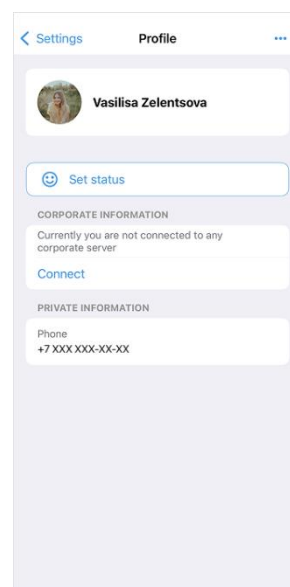 Settings
Profile
Vasilisa Zelentsova
Set status
CORPORATE INFORMATION
Currently you are not connected to any
corporate server
Connect
PRIVATE INFORMATION
Phone
+7 XXX XXX-XX-XX